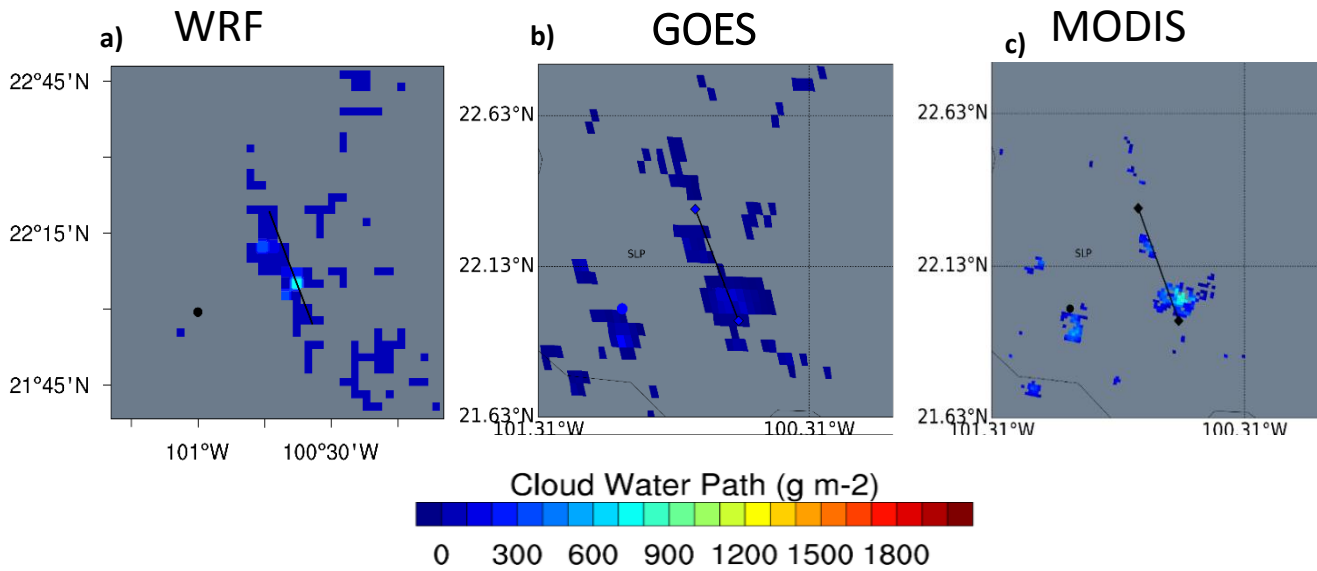 WRF
GOES
MODIS
a)
b)
c)
22°45'N
22°15'N
21°45'N
101°W
100°30'W
22.63°N
22.13°N
21.63°N
101.31°W
100.31°W
SLP
22.63°N
22.13°N
21.63°N
101.31°W
100.31°W
SLP
Cloud Water Path (g m-2)
0 300 600 900 1200 1500 1800